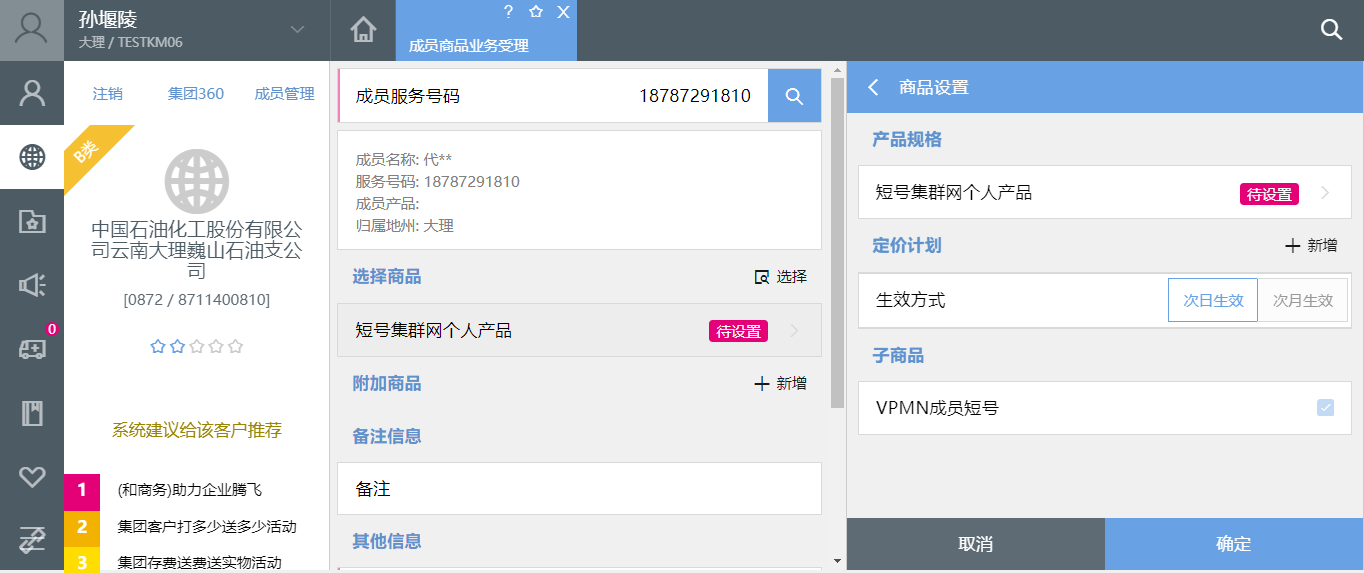 孙堰陵
大理 / TESTKM06
? X
成员商品业务受理
注销 集团360 成员管理
B类
中国石油化工股份有限公
司云南大理巍山石油支公
司
[0872 / 8711400810]
0
系统建议给该客户推荐
1 (和商务)助力企业腾飞
2 集团客户打多少送多少活动
3 集团存费送费送实物活动
成员服务号码 18787291810
成员名称: 代**
服务号码: 18787291810
成员产品:
归属地州: 大理
选择商品 选择
短号集群网个人产品 待设置
附加商品 新增
备注信息
备注
其他信息
商品设置
产品规格
短号集群网个人产品 待设置
定价计划 新增
生效方式 次日生效 次月生效
子商品
VPMN成员短号
取消 确定